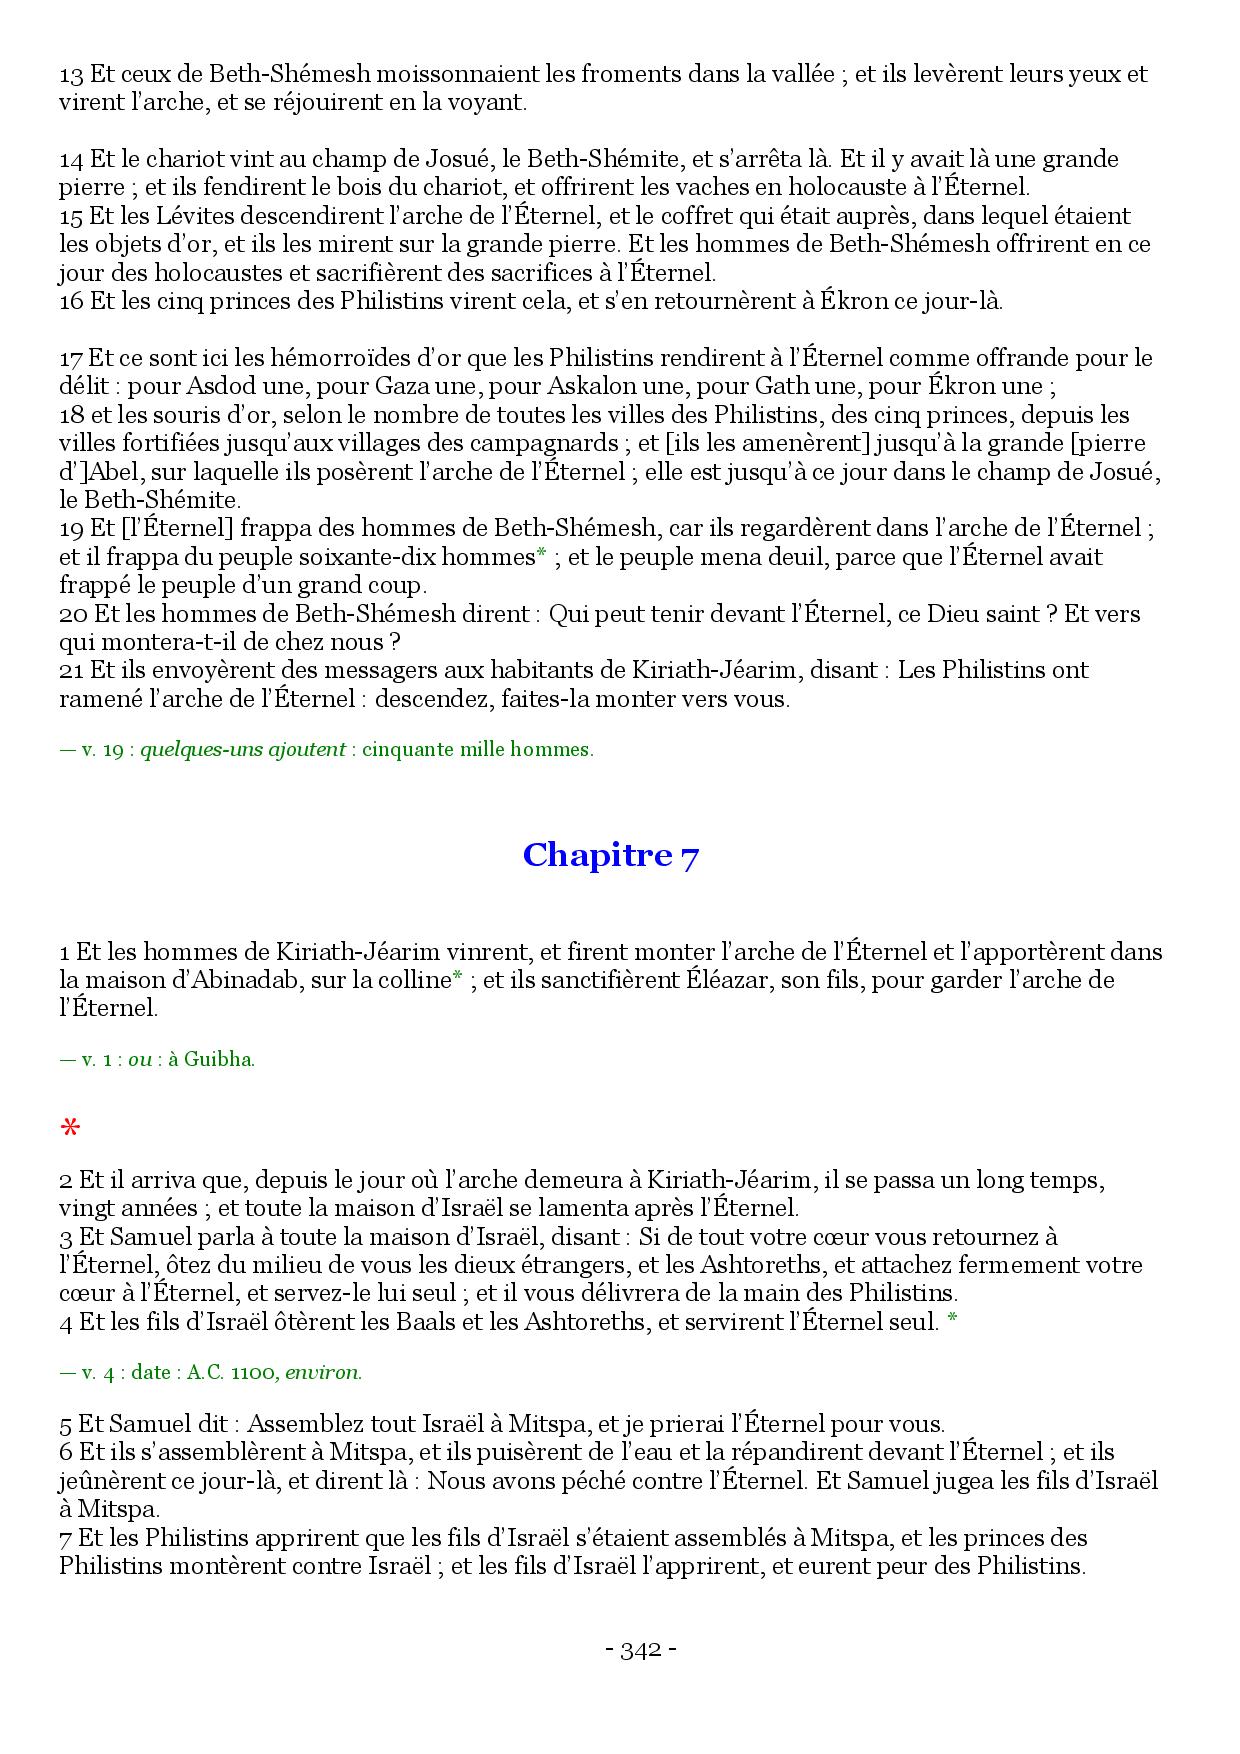 13 Et ceux de Beth-Shémesh moissonnaient les froments dans la vallée ; et ils levèrent leurs yeux et
virent l’arche, et se réjouirent en la voyant.
14 Et le chariot vint au champ de Josué, le Beth-Shémite, et s’arrêta là. Et il y avait là une grande
pierre ; et ils fendirent le bois du chariot, et offrirent les vaches en holocauste à l’Éternel.
15 Et les Lévites descendirent l’arche de l’Éternel, et le coffret qui était auprès, dans lequel étaient
les objets d’or, et ils les mirent sur la grande pierre. Et les hommes de Beth-Shémesh offrirent en ce
jour des holocaustes et sacrifièrent des sacrifices à l’Éternel.
16 Et les cinq princes des Philistins virent cela, et s’en retournèrent à Ékron ce jour-là.
17 Et ce sont ici les hémorroïdes d’or que les Philistins rendirent à l’Éternel comme offrande pour le
délit : pour Asdod une, pour Gaza une, pour Askalon une, pour Gath une, pour Ékron une ;
18 et les souris d’or, selon le nombre de toutes les villes des Philistins, des cinq princes, depuis les
villes fortifiées jusqu’aux villages des campagnards ; et [ils les amenèrent] jusqu’à la grande [pierre
d’]Abel, sur laquelle ils posèrent l’arche de l’Éternel ; elle est jusqu’à ce jour dans le champ de Josué,
le Beth-Shémite.
19 Et [l’Éternel] frappa des hommes de Beth-Shémesh, car ils regardèrent dans l’arche de l’Éternel ;
et il frappa du peuple soixante-dix hommes* ; et le peuple mena deuil, parce que l’Éternel avait
frappé le peuple d’un grand coup.
20 Et les hommes de Beth-Shémesh dirent : Qui peut tenir devant l’Éternel, ce Dieu saint ? Et vers
qui montera-t-il de chez nous ?
21 Et ils envoyèrent des messagers aux habitants de Kiriath-Jéarim, disant : Les Philistins ont
ramené l’arche de l’Éternel : descendez, faites-la monter vers vous.
— v. 19 : quelques-uns ajoutent : cinquante mille hommes.
Chapitre 7
1 Et les hommes de Kiriath-Jéarim vinrent, et firent monter l’arche de l’Éternel et l’apportèrent dans
la maison d’Abinadab, sur la colline* ; et ils sanctifièrent Éléazar, son fils, pour garder l’arche de
l’Éternel.
— v. 1 : ou : à Guibha.
*
2 Et il arriva que, depuis le jour où l’arche demeura à Kiriath-Jéarim, il se passa un long temps,
vingt années ; et toute la maison d’Israël se lamenta après l’Éternel.
3 Et Samuel parla à toute la maison d’Israël, disant : Si de tout votre cœur vous retournez à
l’Éternel, ôtez du milieu de vous les dieux étrangers, et les Ashtoreths, et attachez fermement votre
cœur à l’Éternel, et servez-le lui seul ; et il vous délivrera de la main des Philistins.
4 Et les fils d’Israël ôtèrent les Baals et les Ashtoreths, et servirent l’Éternel seul. *
— v. 4 : date : A.C. 1100, environ.
5 Et Samuel dit : Assemblez tout Israël à Mitspa, et je prierai l’Éternel pour vous.
6 Et ils s’assemblèrent à Mitspa, et ils puisèrent de l’eau et la répandirent devant l’Éternel ; et ils
jeûnèrent ce jour-là, et dirent là : Nous avons péché contre l’Éternel. Et Samuel jugea les fils d’Israël
à Mitspa.
7 Et les Philistins apprirent que les fils d’Israël s’étaient assemblés à Mitspa, et les princes des
Philistins montèrent contre Israël ; et les fils d’Israël l’apprirent, et eurent peur des Philistins.
- 342 -